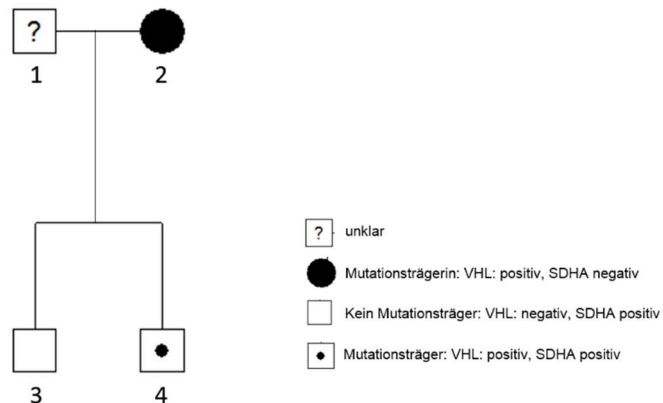 ?
1 2
? unklar
Mutationsträgerin: VHL: positiv, SDHA negativ
Kein Mutationsträger: VHL: negativ, SDHA positiv
Mutationsträger: VHL: positiv, SDHA positiv
3 4